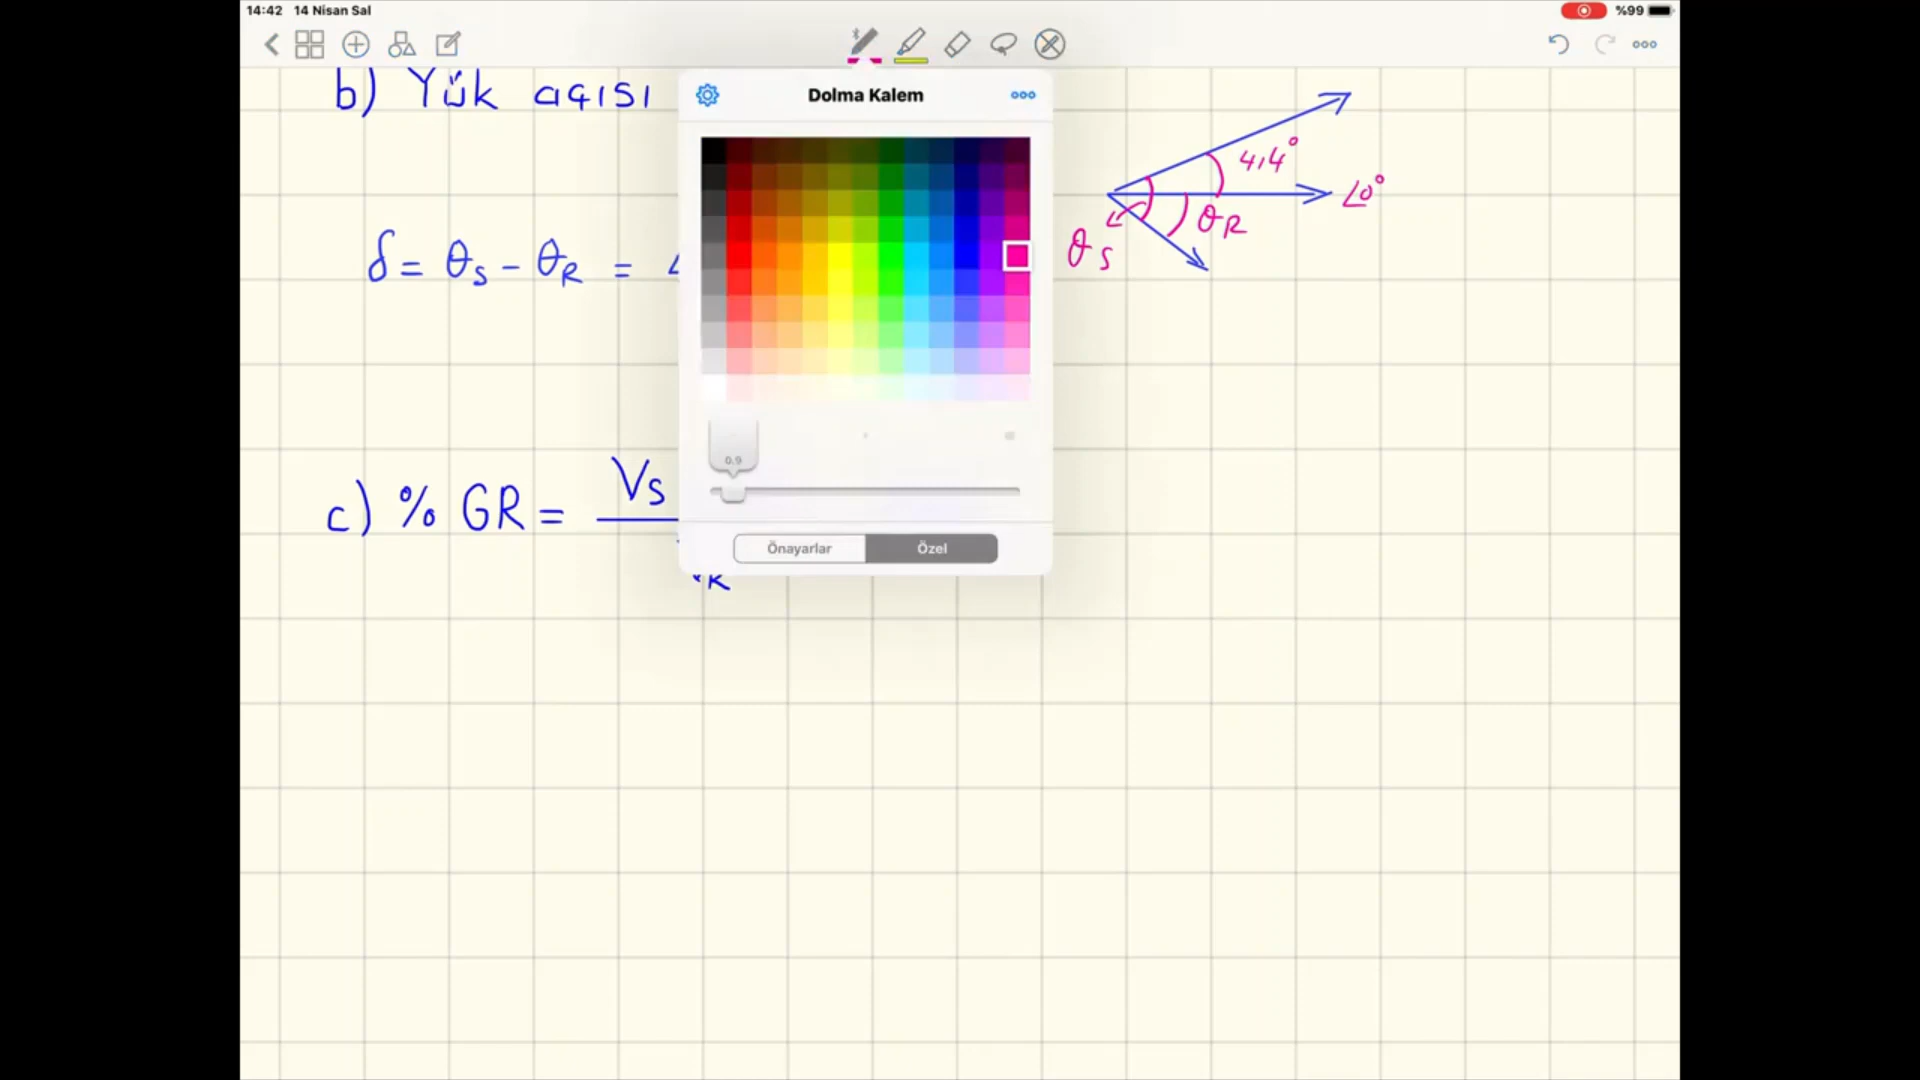 14:42 14 Nisan Sal
%99
b) Yük açısı
Dolma Kalem
4,4°
∠0°
θR
θS
δ = θS - θR =
0.9
c) % GR = VS
Önayarlar Özel